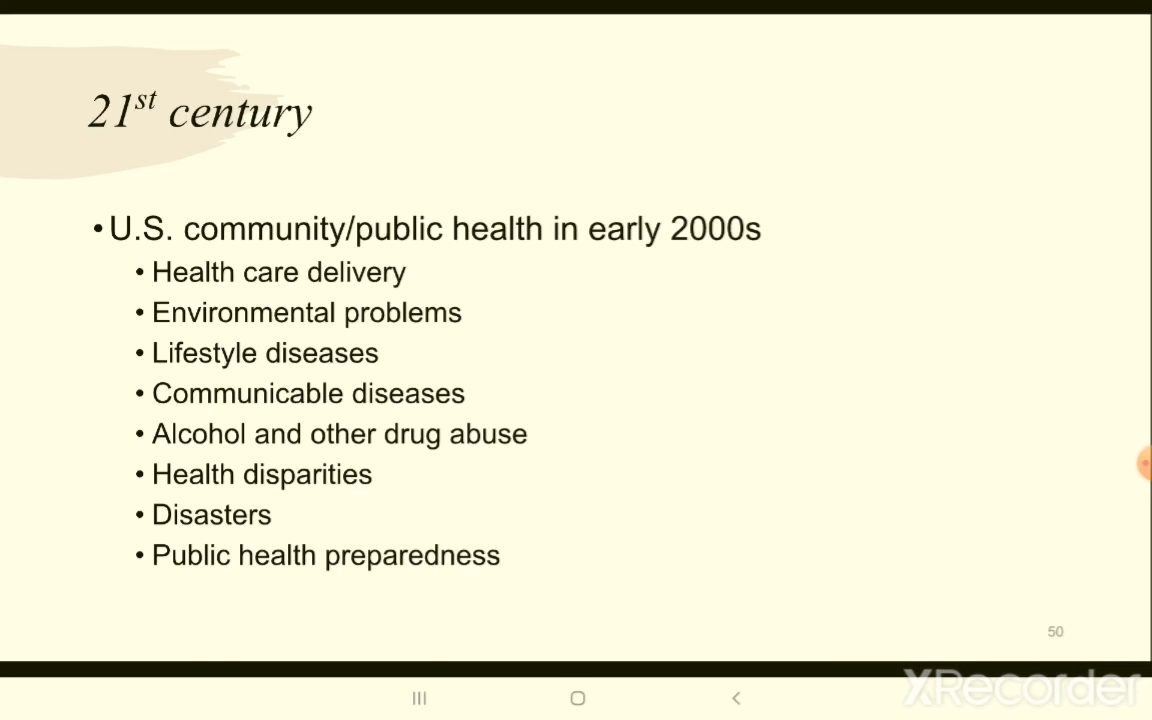 21st century
• U.S. community/public health in early 2000s
• Health care delivery
• Environmental problems
• Lifestyle diseases
• Communicable diseases
• Alcohol and other drug abuse
• Health disparities
• Disasters
• Public health preparedness
50
XRecorder